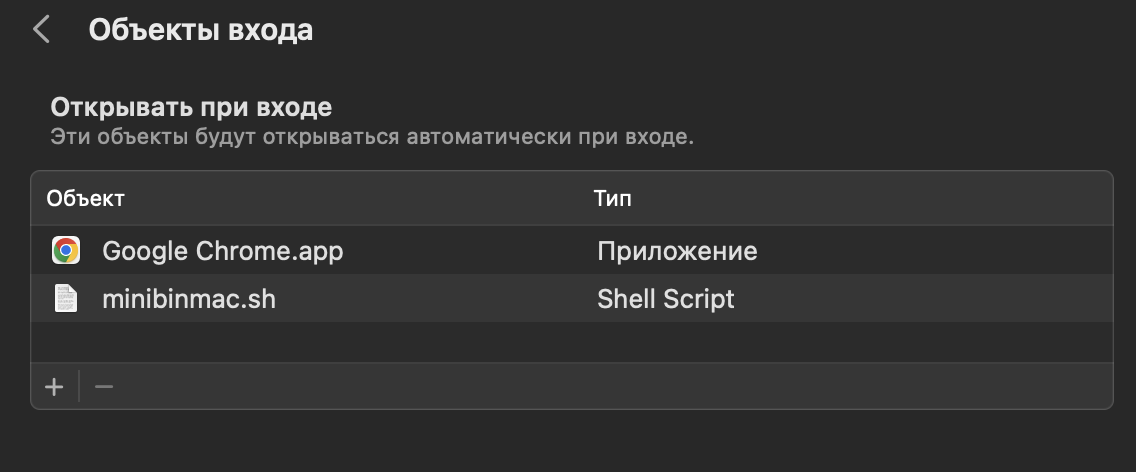 Объекты входа
Открывать при входе
Эти объекты будут открываться автоматически при входе.
Объект Тип
Google Chrome.app Приложение
minibinmac.sh Shell Script